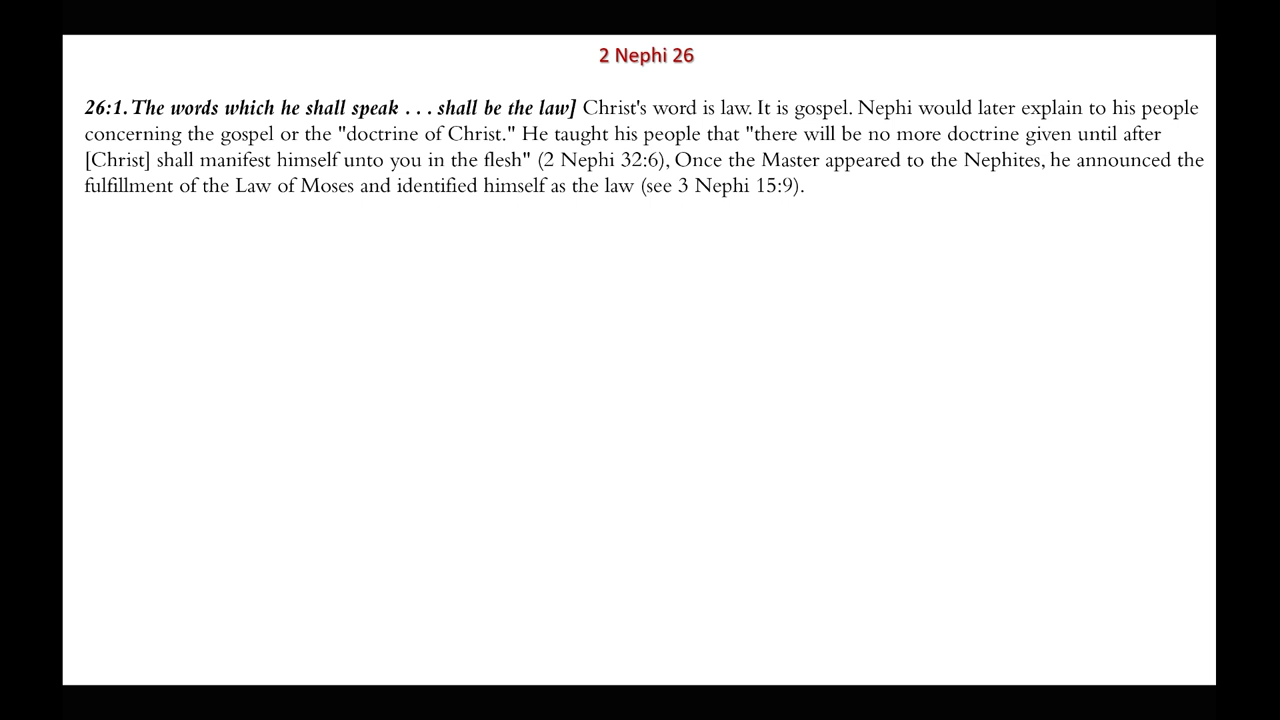 2 Nephi 26
26:1. The words which he shall speak . . . shall be the law] Christ's word is law. It is gospel. Nephi would later explain to his people
concerning the gospel or the "doctrine of Christ." He taught his people that "there will be no more doctrine given until after
[Christ] shall manifest himself unto you in the flesh" (2 Nephi 32:6), Once the Master appeared to the Nephites, he announced the
fulfillment of the Law of Moses and identified himself as the law (see 3 Nephi 15:9).